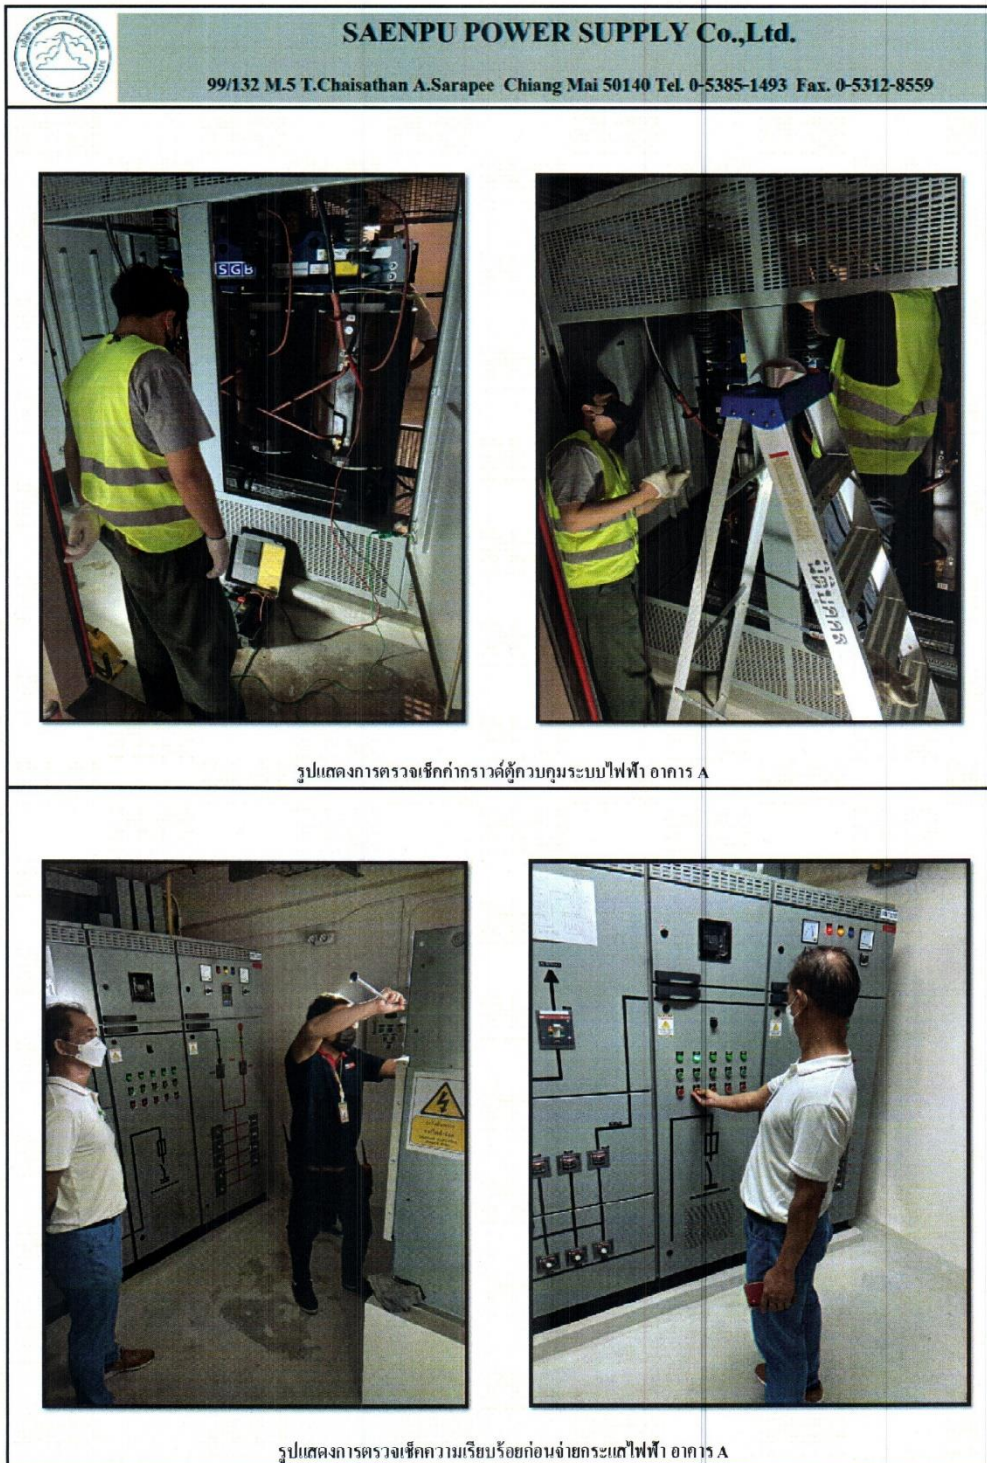 SAENPU POWER SUPPLY Co.,Ltd.
99/132 M.5 T.Chaisathan A.Sarapee Chiang Mai 50140 Tel. 0-5385-1493 Fax. 0-5312-8559
SGB
รูปแสดงการตรวจเช็คค่ากราวด์ตู้ควบคุมระบบไฟฟ้า อาคาร A
รูปแสดงการตรวจเช็คความเรียบร้อยก่อนจ่ายกระแสไฟฟ้า อาคาร A